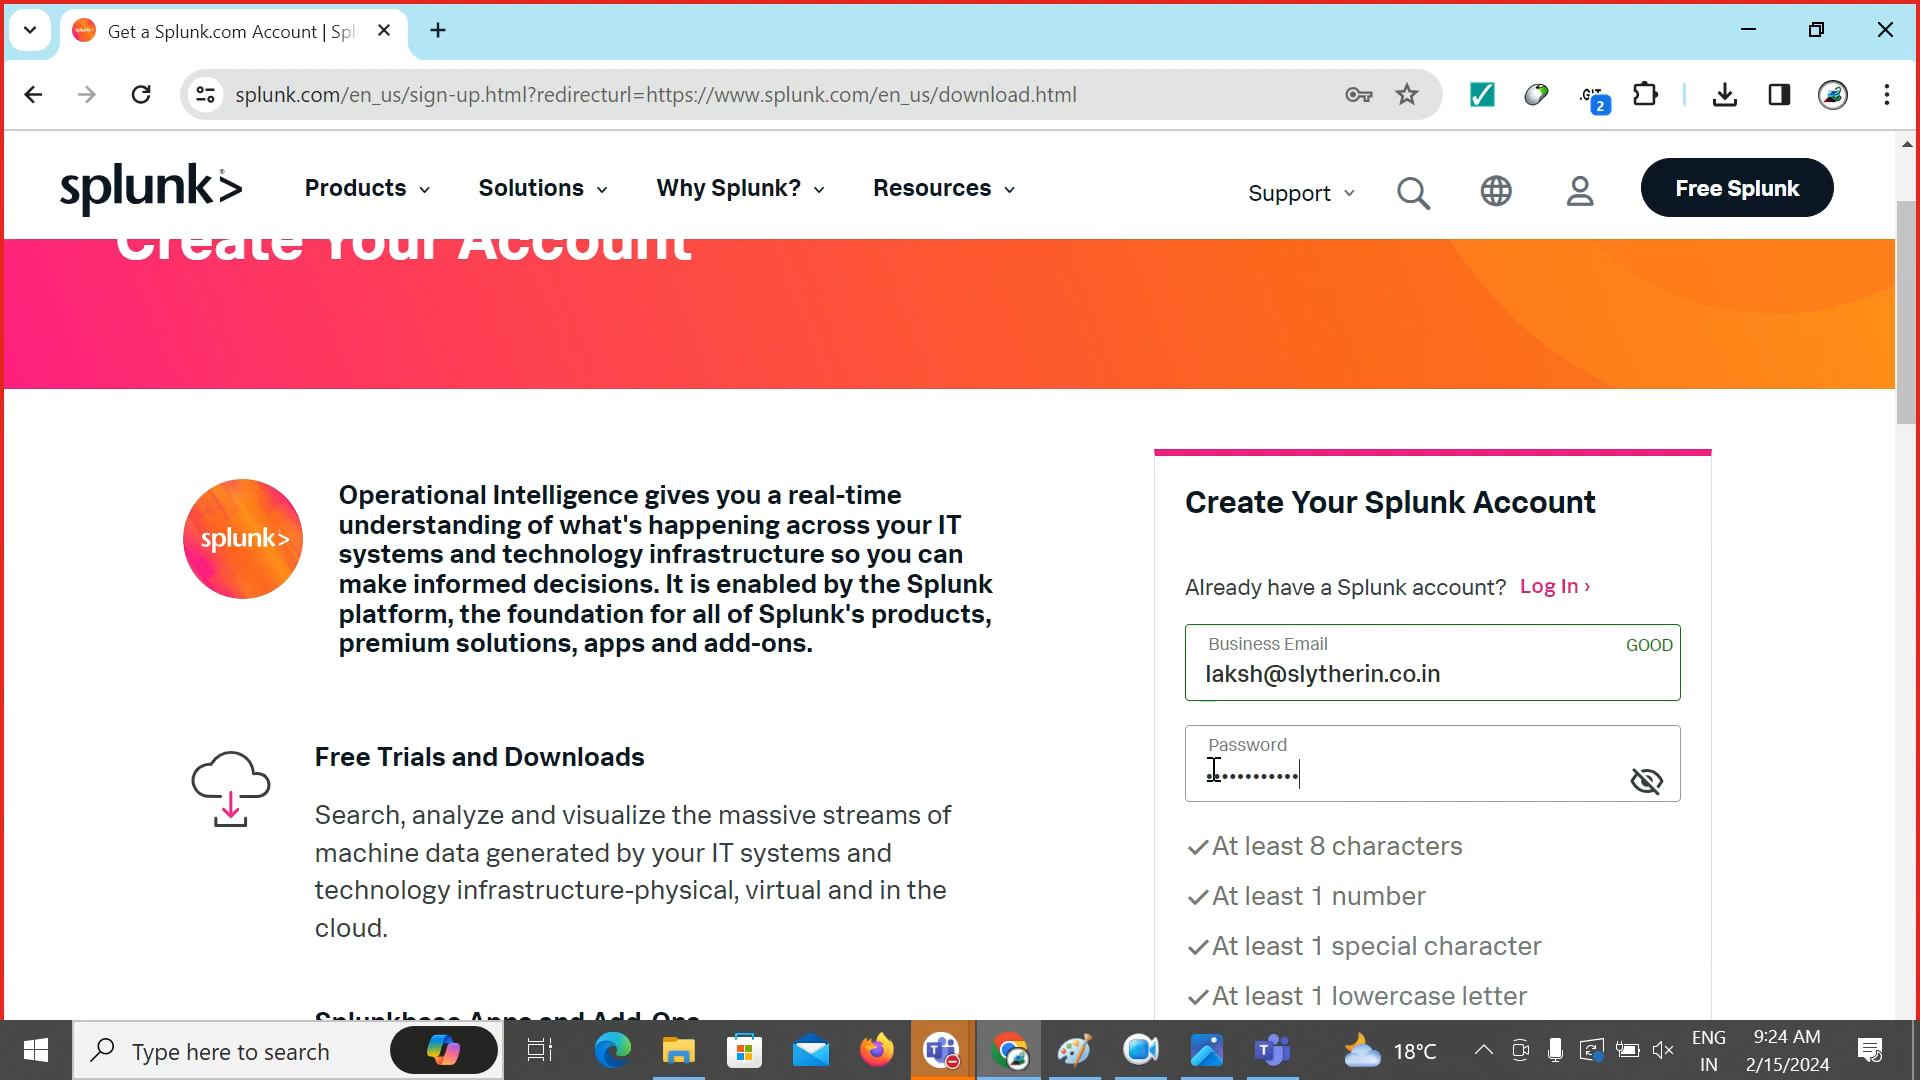 Get a Splunk.com Account | Spl
splunk.com/en_us/sign-up.html?redirecturl=https://www.splunk.com/en_us/download.html
.GIT
2
splunk>
Products
Solutions
Why Splunk?
Resources
Support
Free Splunk
Create Your Account
splunk>
Operational Intelligence gives you a real-time
understanding of what's happening across your IT
systems and technology infrastructure so you can
make informed decisions. It is enabled by the Splunk
platform, the foundation for all of Splunk's products,
premium solutions, apps and add-ons.
Free Trials and Downloads
Search, analyze and visualize the massive streams of
machine data generated by your IT systems and
technology infrastructure-physical, virtual and in the
cloud.
Splunkbase Apps and Add-Ons
Create Your Splunk Account
Already have a Splunk account? Log In ›
Business Email
GOOD
laksh@slytherin.co.in
Password
••••••••••••
At least 8 characters
At least 1 number
At least 1 special character
At least 1 lowercase letter
Type here to search
18°C
ENG
IN
9:24 AM
2/15/2024